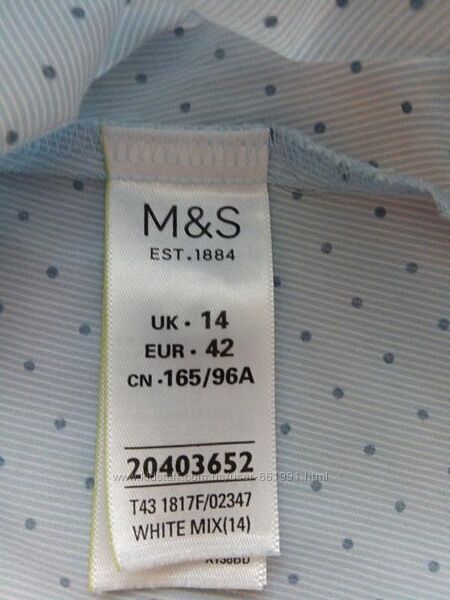 M&S
EST.1884
UK · 14
EUR · 42
CN ·165/96A
20403652
T43 1817F/02347
WHITE MIX(14)